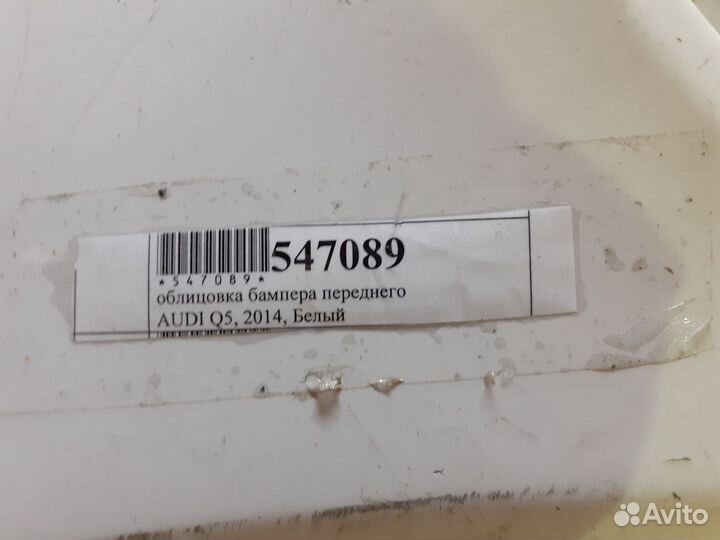 547089
*547089*
облицовка бампера переднего
AUDI Q5, 2014, Белый
Avito